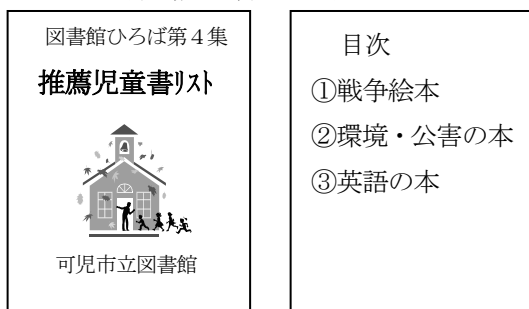 図書館ひろば第４集
推薦児童書リスト
可児市立図書館
目次
①戦争絵本
②環境・公害の本
③英語の本